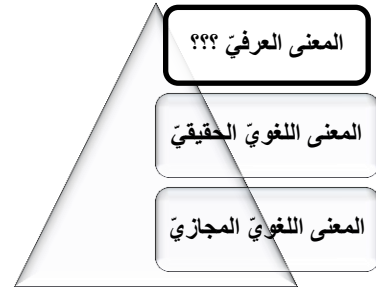 المعنى العرفيّ ؟؟؟
المعنى اللغويّ الحقيقيّ
المعنى اللغويّ المجازيّ